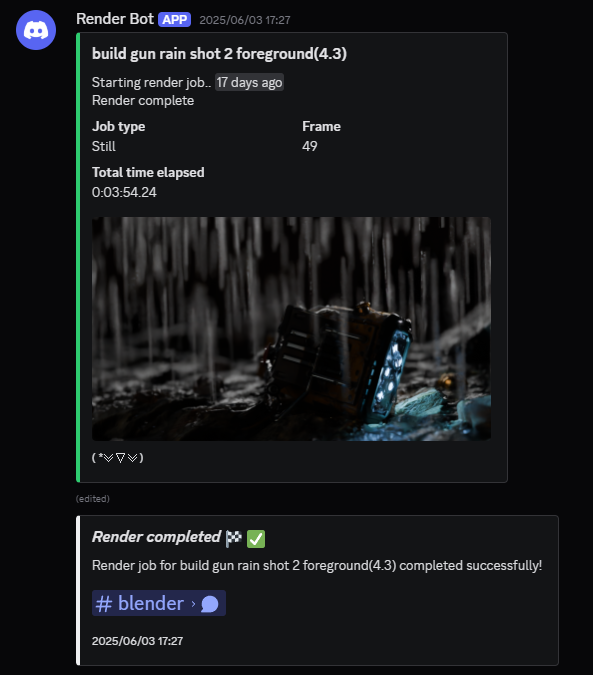 Render Bot APP 2025/06/03 17:27
build gun rain shot 2 foreground(4.3)
Starting render job.. 17 days ago
Render complete
Job type Frame
Still 49
Total time elapsed
0:03:54.24
( *︾▽︾)
(edited)
Render completed 🏁 ✅
Render job for build gun rain shot 2 foreground(4.3) completed successfully!
# blender ›
2025/06/03 17:27